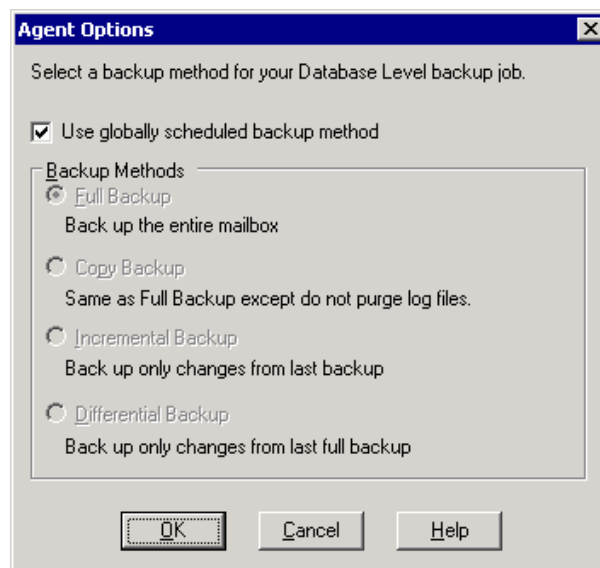 Agent Options
Select a backup method for your Database Level backup job.
Use globally scheduled backup method
Backup Methods
Full Backup
Back up the entire mailbox
Copy Backup
Same as Full Backup except do not purge log files.
Incremental Backup
Back up only changes from last backup
Differential Backup
Back up only changes from last full backup
OK Cancel Help